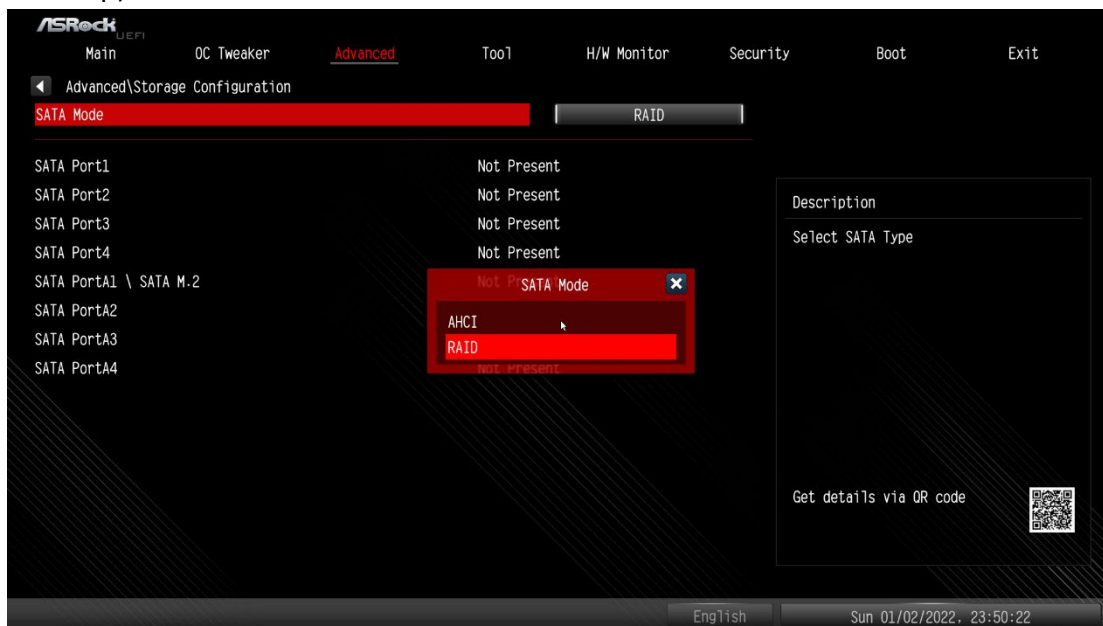 ASRock UEFI
Main OC Tweaker Advanced Tool H/W Monitor Security Boot Exit
Advanced\Storage Configuration
SATA Mode RAID
SATA Port1 Not Present
SATA Port2 Not Present
SATA Port3 Not Present
SATA Port4 Not Present
SATA PortA1 \ SATA M.2 Not Present
SATA PortA2
SATA PortA3
SATA PortA4 Not Present
SATA Mode
AHCI
RAID
Description
Select SATA Type
Get details via QR code
English Sun 01/02/2022, 23:50:22